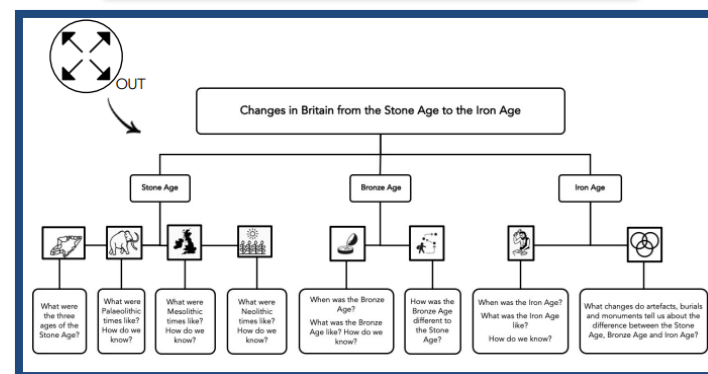 OUT
Changes in Britain from the Stone Age to the Iron Age
Stone Age
Bronze Age
Iron Age
What were
the three
ages of the
Stone Age?
What were
Palaeolithic
times like?
How do we
know?
What were
Mesolithic
times like?
How do we
know?
What were
Neolithic
times like?
How do we
know?
When was the Bronze
Age?
What was the Bronze
Age like? How do we
know?
How was the
Bronze Age
different to
the Stone
Age?
When was the Iron Age?
What was the Iron Age
like?
How do we know?
What changes do artefacts, burials
and monuments tell us about the
difference between the Stone
Age, Bronze Age and Iron Age?